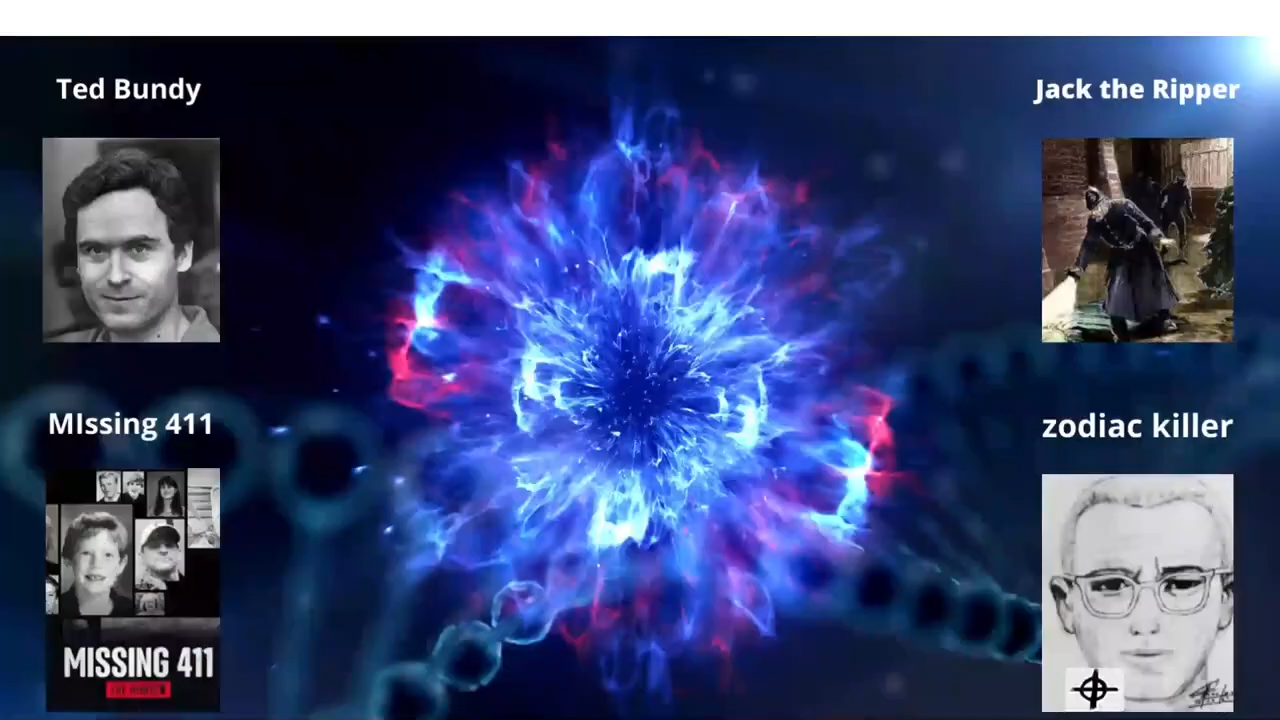 Ted Bundy
Jack the Ripper
MIssing 411
zodiac killer
MISSING 411